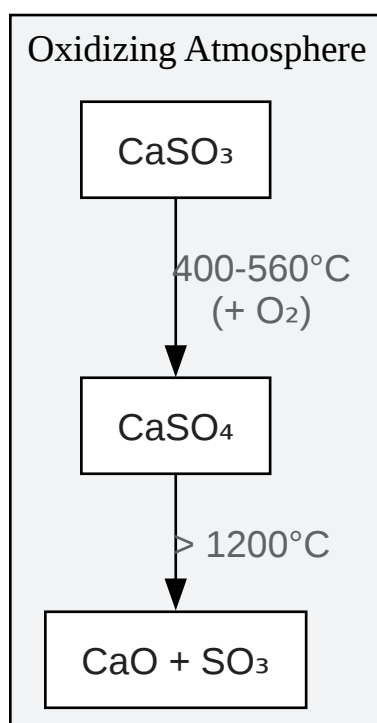 Oxidizing Atmosphere
CaSO₃
400-560°C
(+ O₂)
CaSO₄
> 1200°C
CaO + SO₃